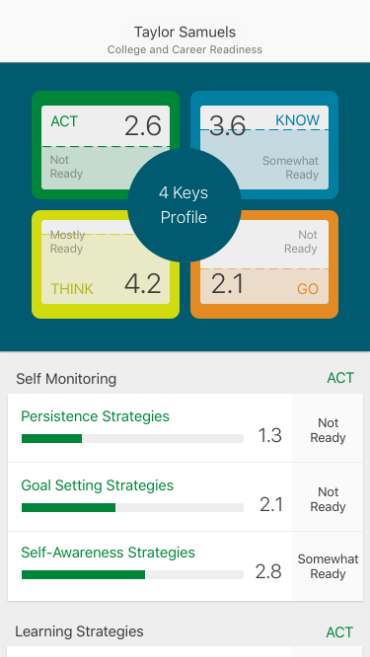 Taylor Samuels
College and Career Readiness
ACT 2.6
Not
Ready
3.6 KNOW
Somewhat
Ready
4 Keys
Profile
Mostly
Ready
THINK 4.2
Not
Ready
2.1 GO
Self Monitoring ACT
Persistence Strategies
1.3
Not
Ready
Goal Setting Strategies
2.1
Not
Ready
Self-Awareness Strategies
2.8
Somewhat
Ready
Learning Strategies ACT